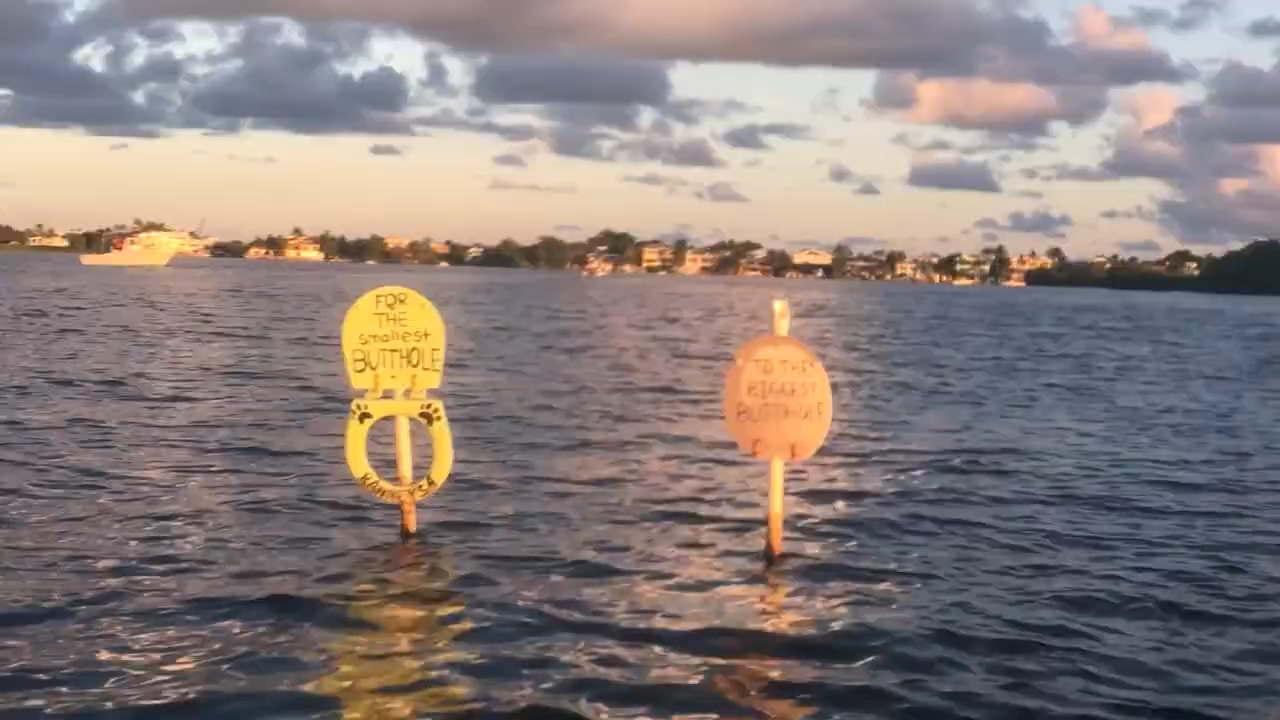 FOR
THE
smallest
BUTTHOLE
TO THE
BIGGEST
BUTTHOLE